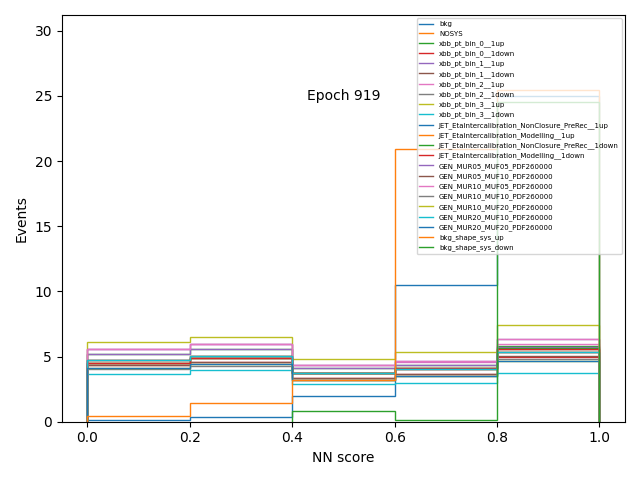 bkg
NOSYS
xbb_pt_bin_0__1up
xbb_pt_bin_0__1down
xbb_pt_bin_1__1up
xbb_pt_bin_1__1down
xbb_pt_bin_2__1up
xbb_pt_bin_2__1down
xbb_pt_bin_3__1up
xbb_pt_bin_3__1down
JET_EtaIntercalibration_NonClosure_PreRec__1up
JET_EtaIntercalibration_Modelling__1up
JET_EtaIntercalibration_NonClosure_PreRec__1down
JET_EtaIntercalibration_Modelling__1down
GEN_MUR05_MUF05_PDF260000
GEN_MUR05_MUF10_PDF260000
GEN_MUR10_MUF05_PDF260000
GEN_MUR10_MUF10_PDF260000
GEN_MUR10_MUF20_PDF260000
GEN_MUR20_MUF10_PDF260000
GEN_MUR20_MUF20_PDF260000
bkg_shape_sys_up
bkg_shape_sys_down
Epoch 919
Events
30
25
20
15
10
5
0
0.0 0.2 0.4 0.6 0.8 1.0
NN score